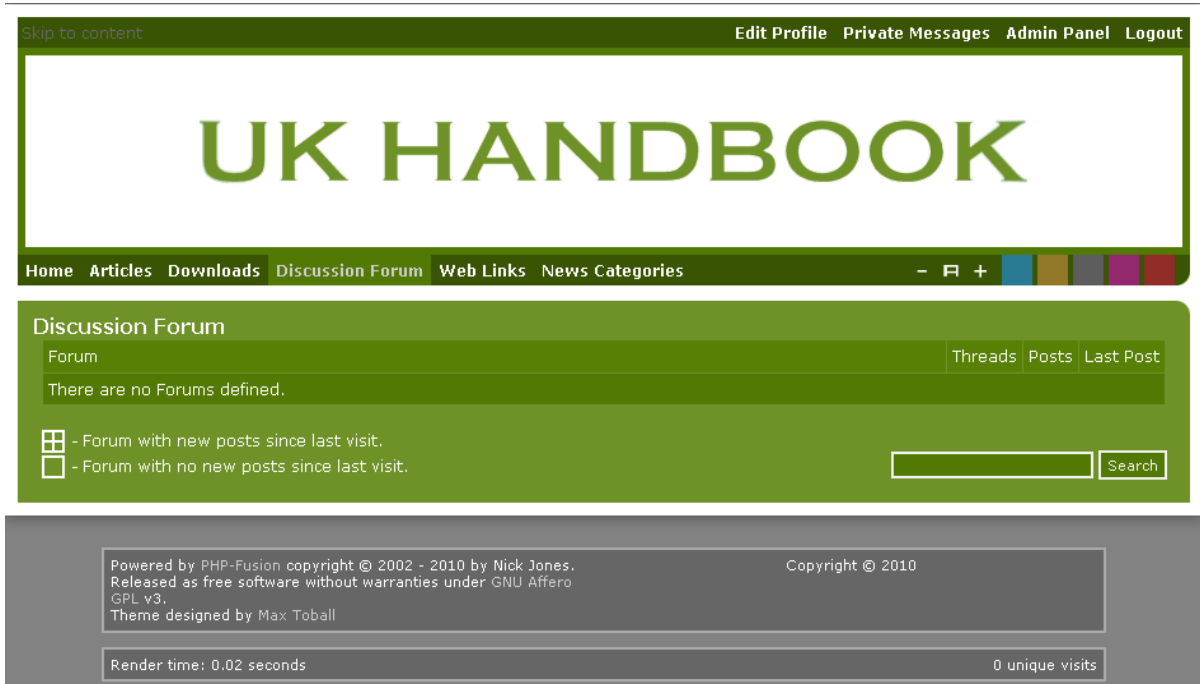 Skip to content
Edit Profile Private Messages Admin Panel Logout
UK HANDBOOK
Home Articles Downloads Discussion Forum Web Links News Categories - A +
Discussion Forum
Forum Threads Posts Last Post
There are no Forums defined.
- Forum with new posts since last visit.
- Forum with no new posts since last visit.
Search
Powered by PHP-Fusion copyright © 2002 - 2010 by Nick Jones.
Released as free software without warranties under GNU Affero
GPL v3.
Theme designed by Max Toball
Copyright © 2010
Render time: 0.02 seconds
0 unique visits